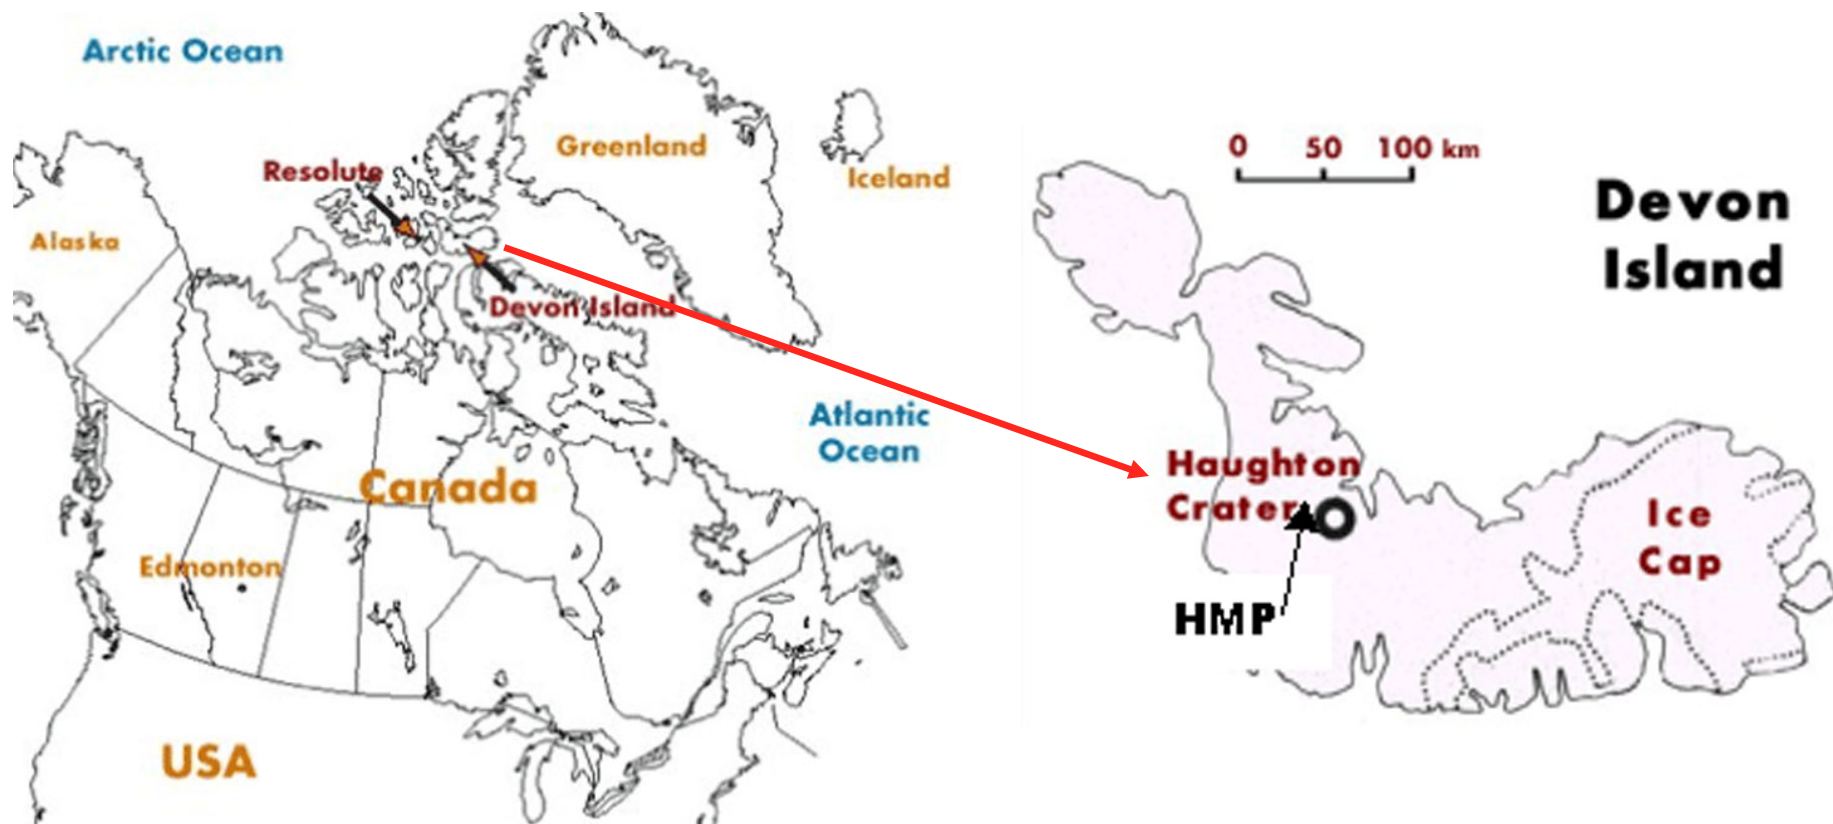 Arctic Ocean
Greenland
Iceland
Resolute
Alaska
Devon Island
Atlantic
Ocean
Canada
Edmonton
USA
0 50 100 km
Devon
Island
Haughton
Crater
Ice
Cap
HMP